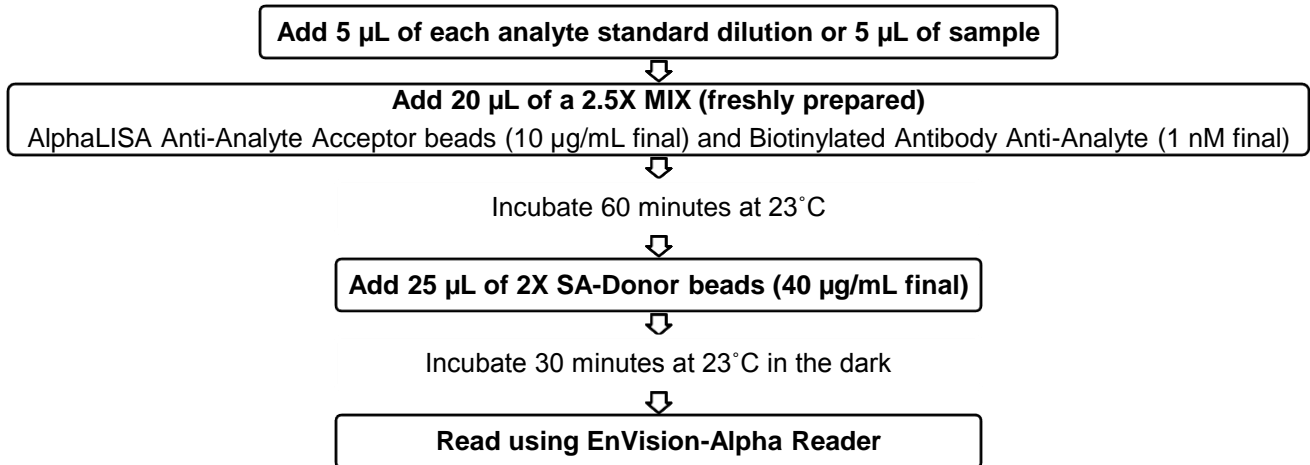 Add 5 µL of each analyte standard dilution or 5 µL of sample
Add 20 µL of a 2.5X MIX (freshly prepared)
AlphaLISA Anti-Analyte Acceptor beads (10 µg/mL final) and Biotinylated Antibody Anti-Analyte (1 nM final)
Incubate 60 minutes at 23˚C
Add 25 µL of 2X SA-Donor beads (40 µg/mL final)
Incubate 30 minutes at 23˚C in the dark
Read using EnVision-Alpha Reader